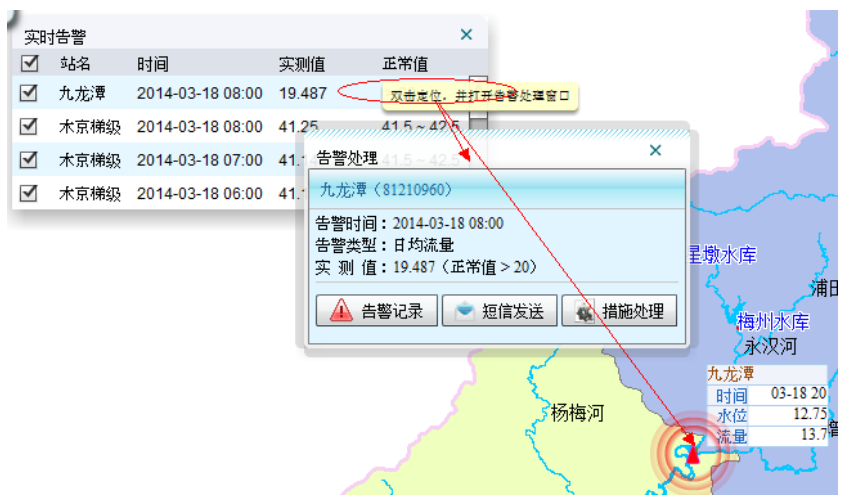 实时告警
站名 时间 实测值 正常值
九龙潭 2014-03-18 08:00 19.487
双击定位，并打开告警处理窗口
木京梯级 2014-03-18 08:00 41.25 41.5 ~ 42.5
木京梯级 2014-03-18 07:00 41.14 41.5 ~ 42.5
木京梯级 2014-03-18 06:00 41.
告警处理
九龙潭（81210960）
告警时间：2014-03-18 08:00
告警类型：日均流量
实 测 值：19.487（正常值 > 20）
告警记录 短信发送 措施处理
星墩水库
浦田
梅州水库
永汉河
九龙潭
时间 03-18 20
水位 12.75
流量 13.7
杨梅河